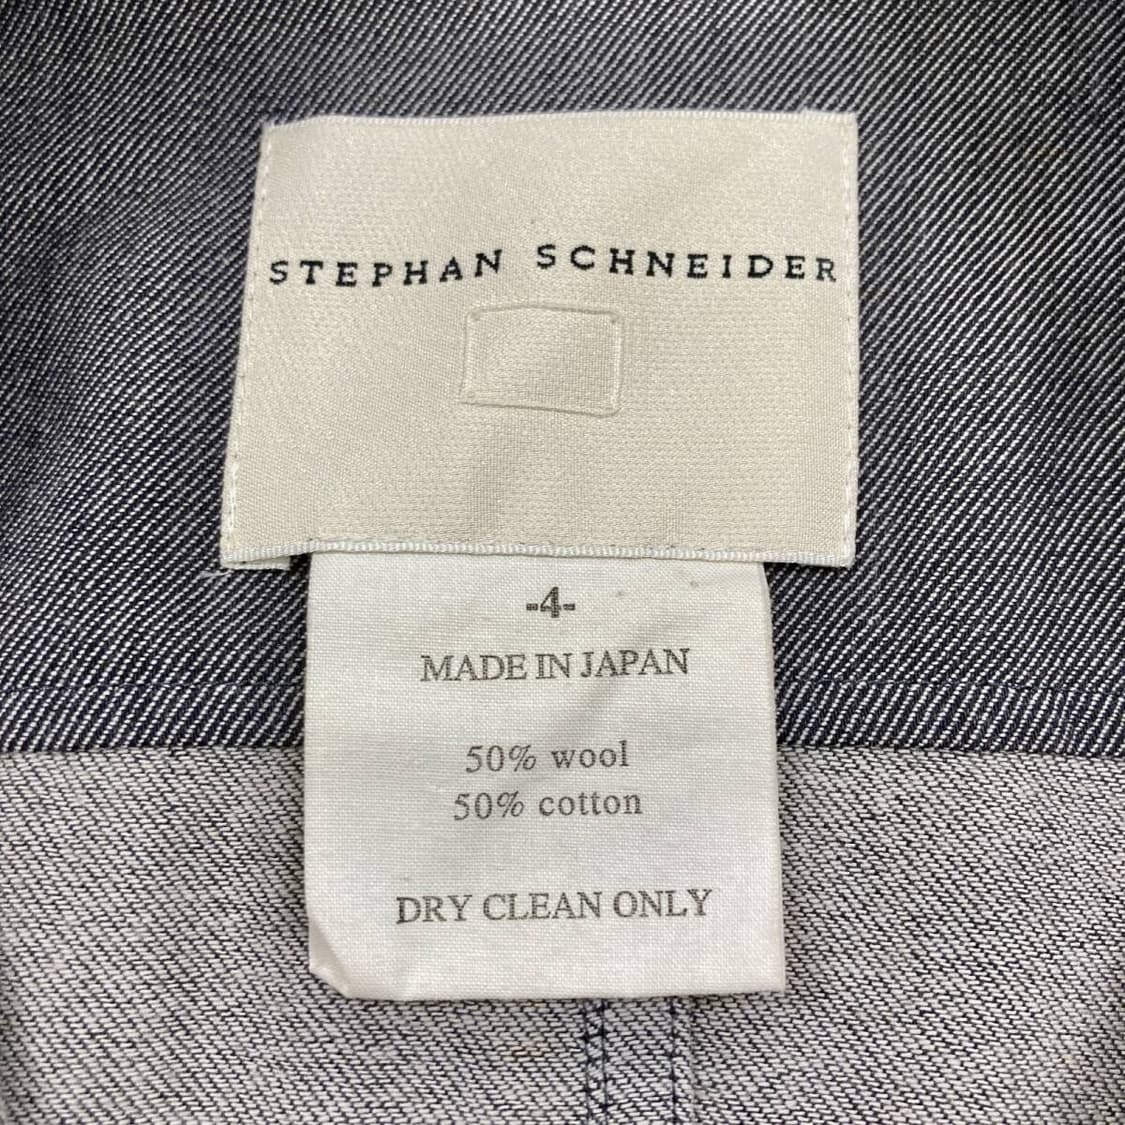 STEPHAN SCHNEIDER
-4-
MADE IN JAPAN
50% wool
50% cotton
DRY CLEAN ONLY